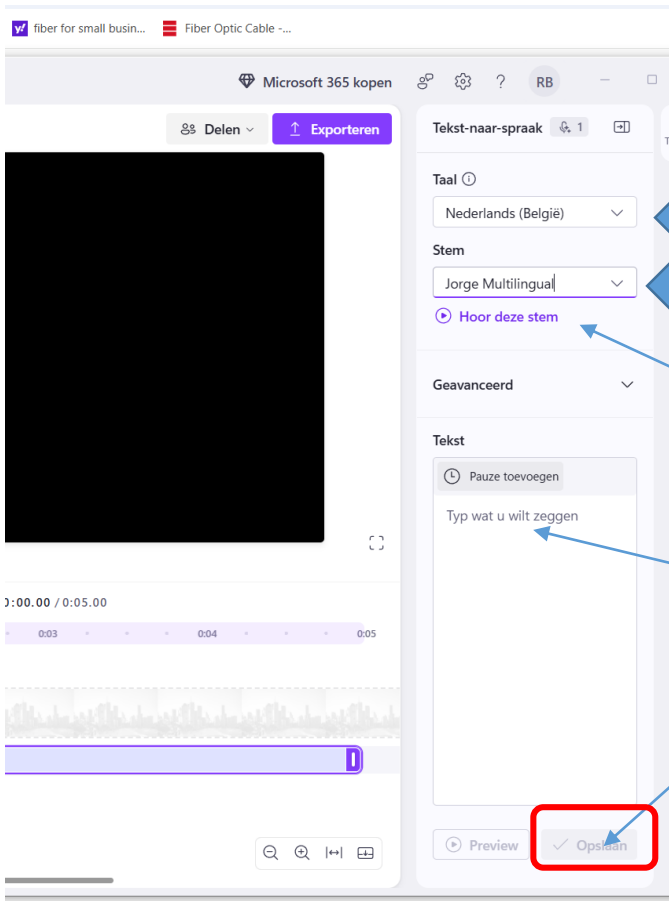 fiber for small busin...
Fiber Optic Cable -...
Microsoft 365 kopen
? RB
Delen
Exporteren
Tekst-naar-spraak 1
Taal
Nederlands (België)
Stem
Jorge Multilingual
Hoor deze stem
Geavanceerd
Tekst
Pauze toevoegen
Typ wat u wilt zeggen
0:00.00 / 0:05.00
0:03 0:04 0:05
Preview
Opslaan